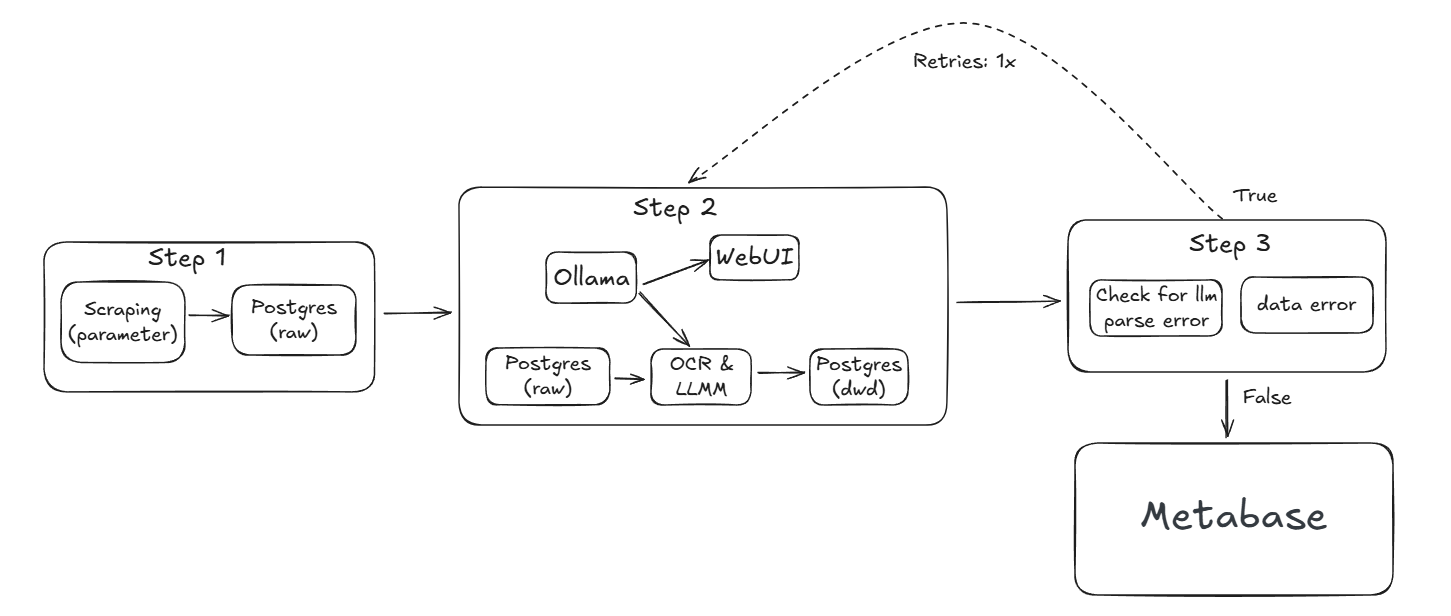 Retries: 1x
True
Step 1
Scraping
(parameter)
Postgres
(raw)
Step 2
Ollama
WebUI
Postgres
(raw)
OCR &
LLMM
Postgres
(dwd)
Step 3
Check for llm
parse error
data error
False
Metabase